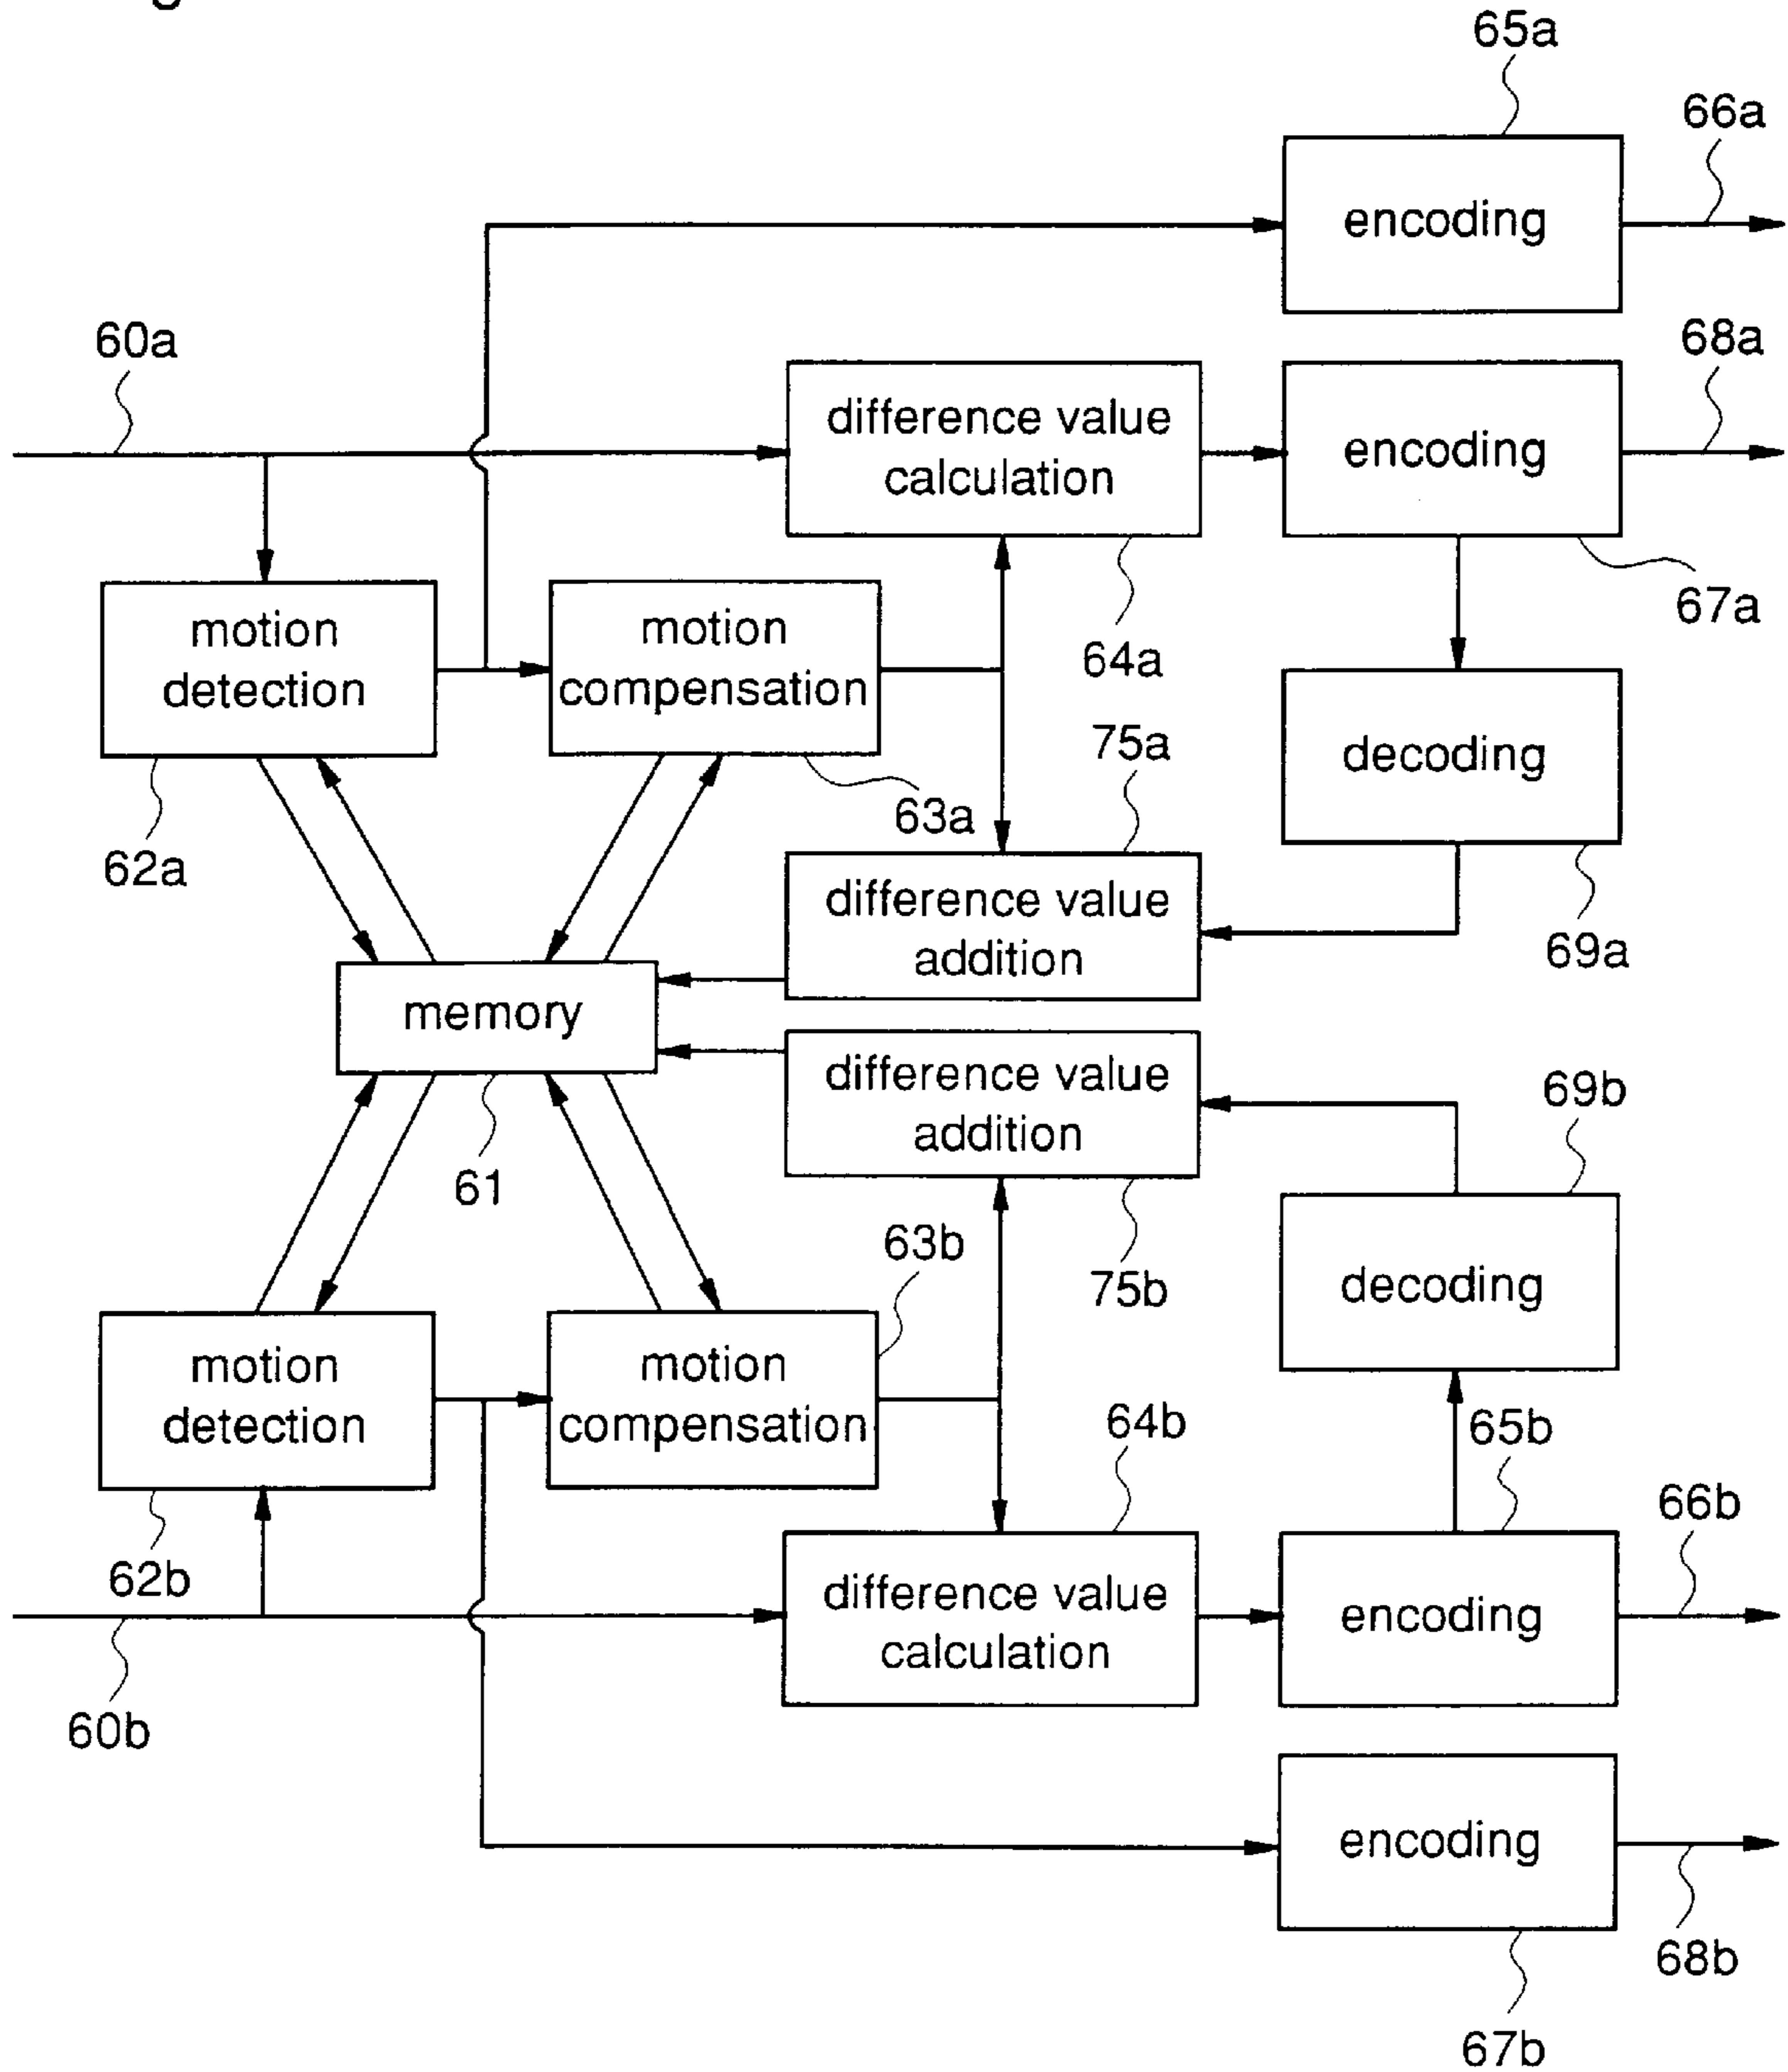 65a
66a
encoding
60a
68a
difference value
calculation
encoding
67a
motion
detection
motion
compensation
64a
75a
decoding
63a
62a
difference value
addition
69a
memory
difference value
addition
69b
61
63b
75b
decoding
motion
detection
motion
compensation
64b
65b
66b
62b
difference value
calculation
encoding
60b
encoding
68b
67b